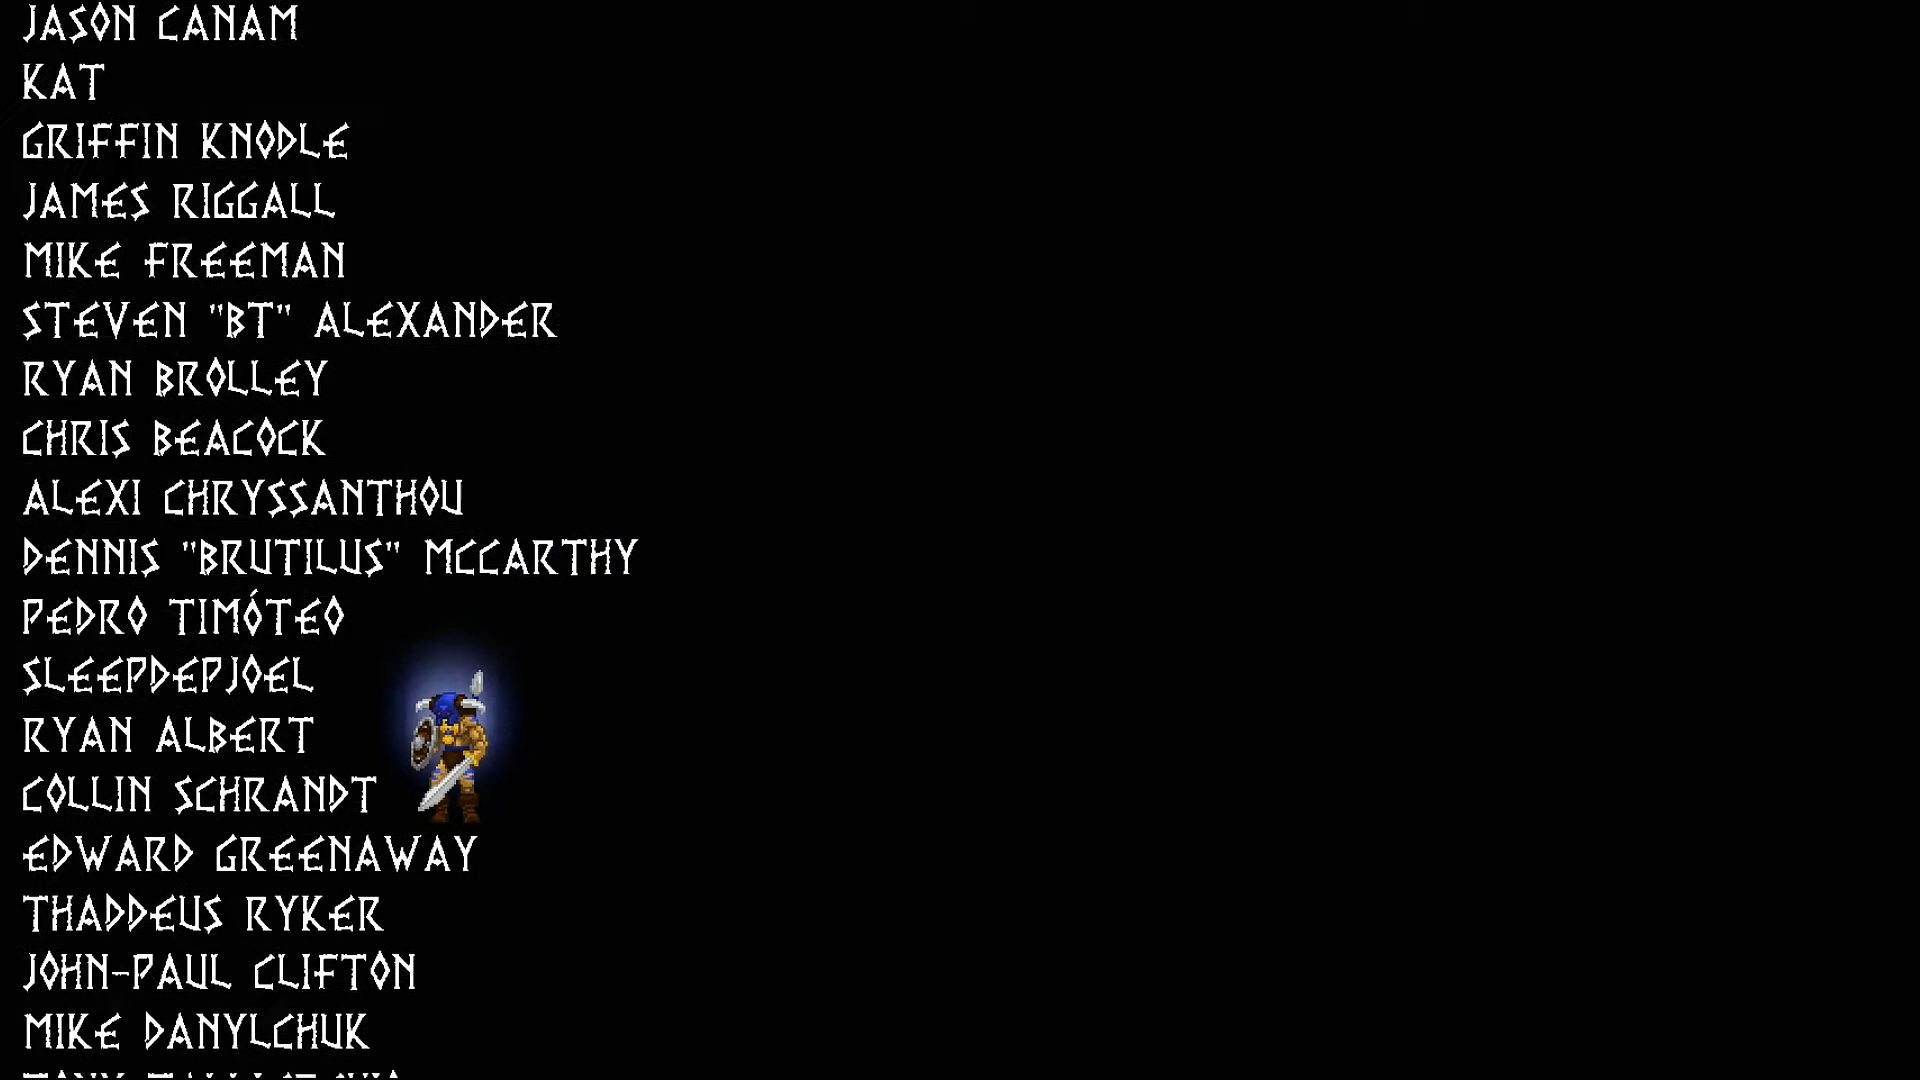 JASON CANAM
KAT
GRIFFIN KNODLE
JAMES RIGGALL
MIKE FREEMAN
STEVEN "BT" ALEXANDER
RYAN BROLLEY
CHRIS BEACOCK
ALEXI CHRYSSANTHOU
DENNIS "BRUTILUS" MCCARTHY
PEDRO TIMÓTEO
SLEEPDEPJOEL
RYAN ALBERT
COLLIN SCHRANDT
EDWARD GREENAWAY
THADDEUS RYKER
JOHN-PAUL CLIFTON
MIKE DANYLCHUK